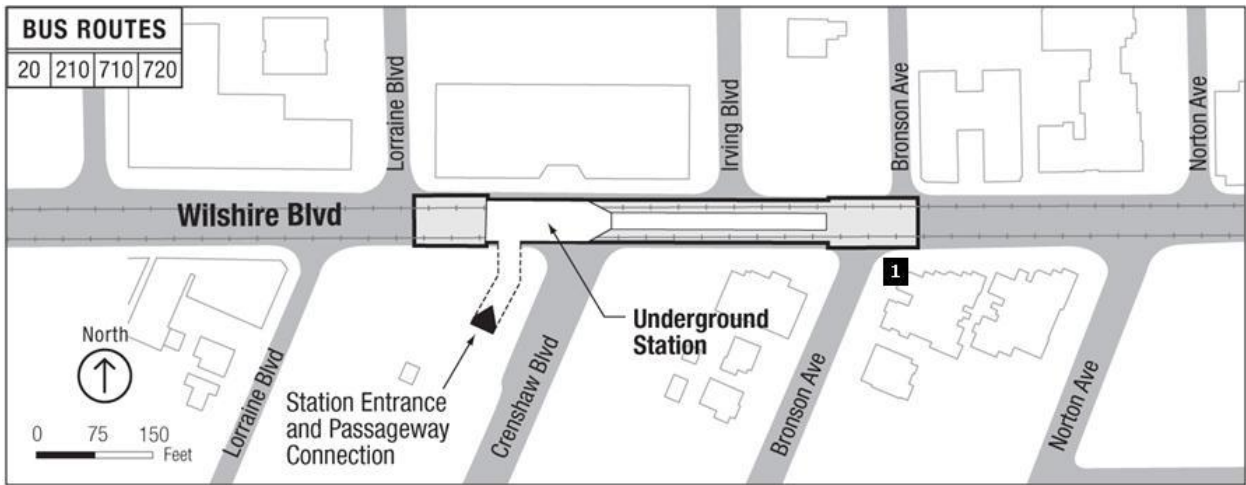 BUS ROUTES
20 210 710 720
Lorraine Blvd
Irving Blvd
Bronson Ave
Norton Ave
Wilshire Blvd
1
Underground
Station
North
0 75 150
Feet
Station Entrance
and Passageway
Connection
Lorraine Blvd
Crenshaw Blvd
Bronson Ave
Norton Ave